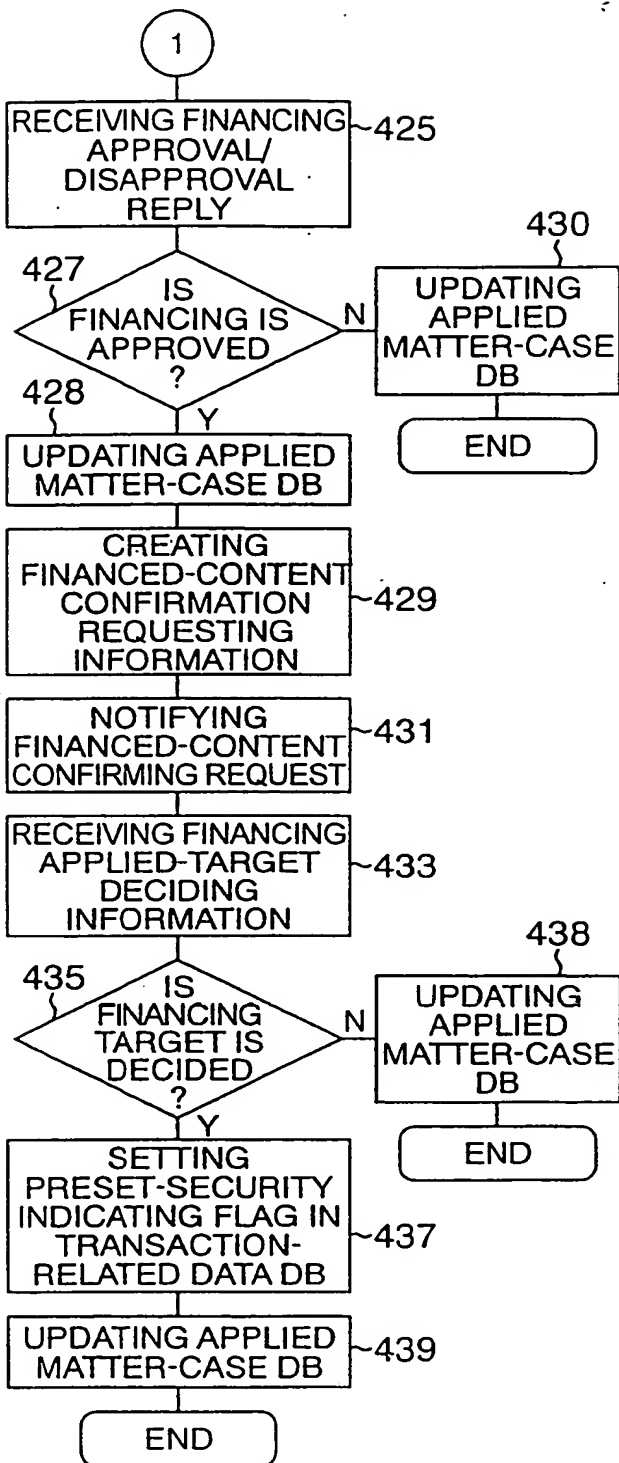 1
RECEIVING FINANCING
APPROVAL/
DISAPPROVAL
REPLY
425
427
IS
FINANCING IS
APPROVED
?
N
430
UPDATING
APPLIED
MATTER-CASE
DB
END
Y
428
UPDATING APPLIED
MATTER-CASE DB
CREATING
FINANCED-CONTENT
CONFIRMATION
REQUESTING
INFORMATION
429
NOTIFYING
FINANCED-CONTENT
CONFIRMING REQUEST
431
RECEIVING FINANCING
APPLIED-TARGET
DECIDING
INFORMATION
433
435
IS
FINANCING
TARGET IS
DECIDED
?
N
438
UPDATING
APPLIED
MATTER-CASE
DB
END
Y
SETTING
PRESET-SECURITY
INDICATING FLAG IN
TRANSACTION-
RELATED DATA DB
437
UPDATING APPLIED
MATTER-CASE DB
439
END